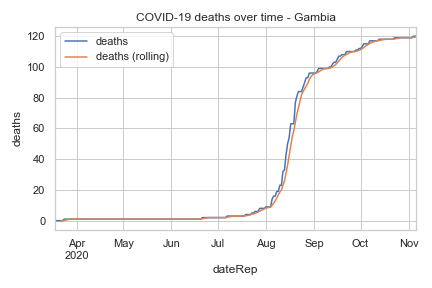 COVID-19 deaths over time - Gambia
deaths
deaths (rolling)
120
100
80
60
40
20
0
deaths
Apr May Jun Jul Aug Sep Oct Nov
2020
dateRep